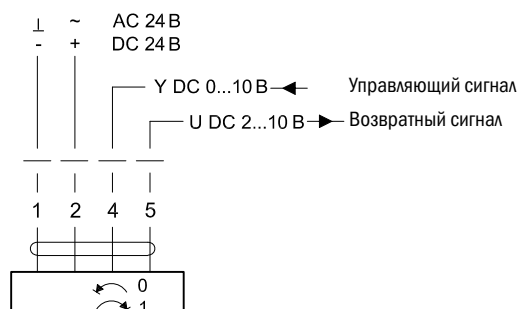 ⊥ ~ AC 24 В
- + DC 24 В
Y DC 0...10 В Управляющий сигнал
U DC 2...10 В Возвратный сигнал
1 2 4 5
0
1